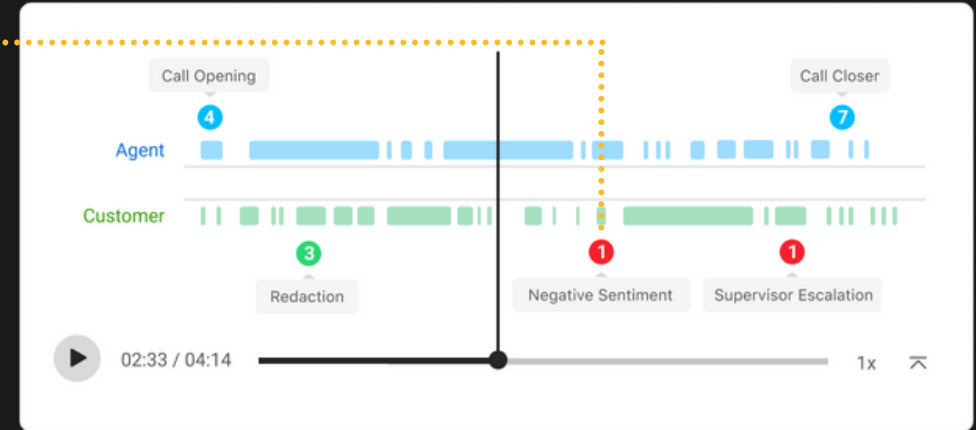 Call Opening
Call Closer
4
7
Agent
Customer
3
1
1
Redaction
Negative Sentiment
Supervisor Escalation
02:33 / 04:14
1x